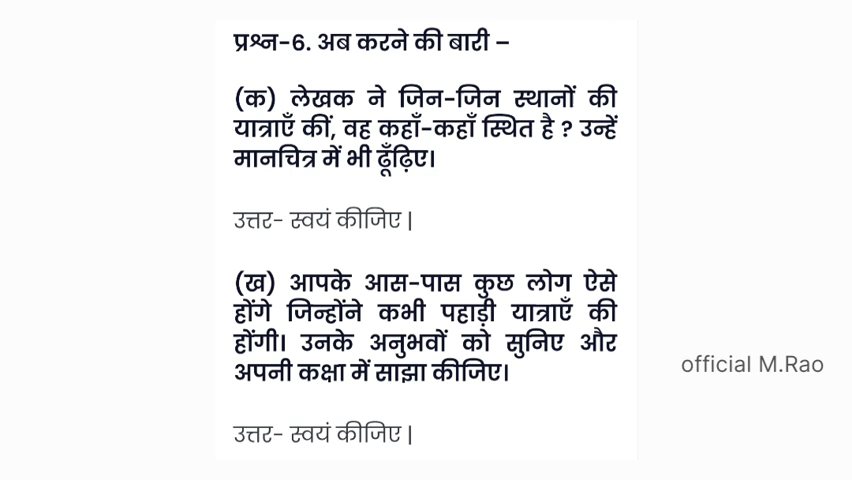 प्रश्न-6. अब करने की बारी –
(क) लेखक ने जिन-जिन स्थानों की
यात्राएँ कीं, वह कहाँ-कहाँ स्थित है ? उन्हें
मानचित्र में भी ढूँढ़िए।
उत्तर- स्वयं कीजिए |
(ख) आपके आस-पास कुछ लोग ऐसे
होंगे जिन्होंने कभी पहाड़ी यात्राएँ की
होंगी। उनके अनुभवों को सुनिए और
अपनी कक्षा में साझा कीजिए।
official M.Rao
उत्तर- स्वयं कीजिए |